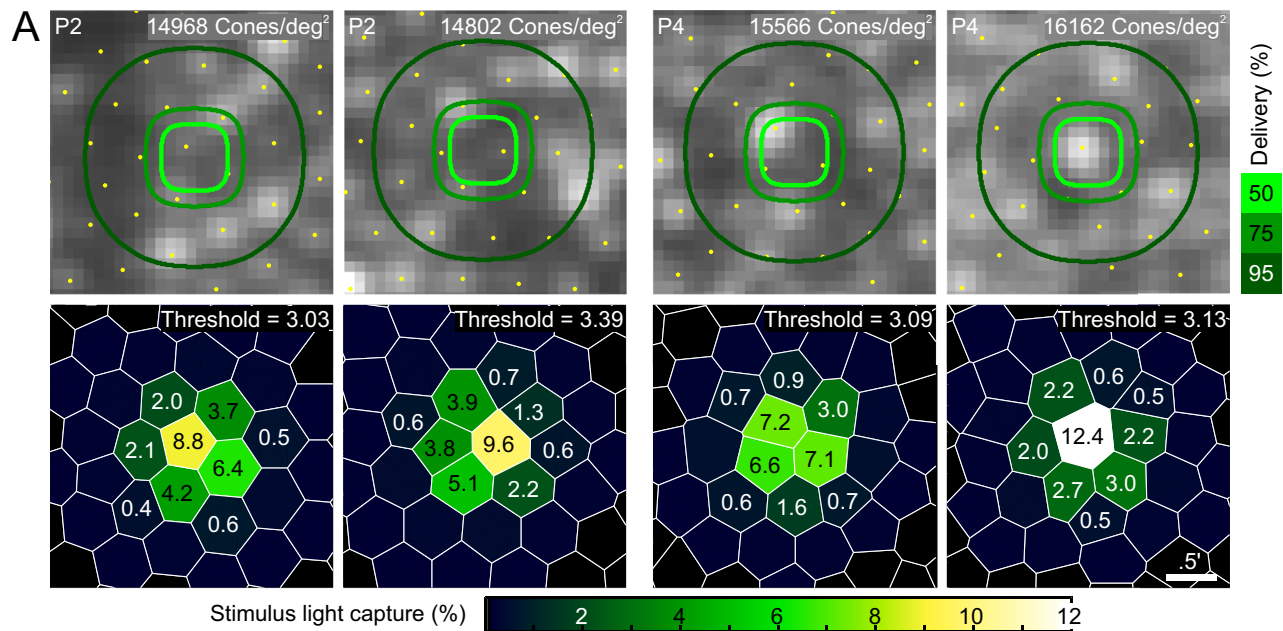 A
P2 14968 Cones/deg²
P2 14802 Cones/deg²
P4 15566 Cones/deg²
P4 16162 Cones/deg²
Delivery (%)
50
75
95
Threshold = 3.03
2.0 3.7
2.1 8.8 0.5
6.4
4.2
0.4 0.6
Threshold = 3.39
0.7
3.9 1.3
0.6
3.8 9.6 0.6
5.1 2.2
Threshold = 3.09
0.9
0.7 3.0
7.2
6.6 7.1
0.6 1.6 0.7
Threshold = 3.13
2.2 0.6 0.5
2.0 12.4 2.2
2.7 3.0
0.5
.5'
Stimulus light capture (%) 2 4 6 8 10 12